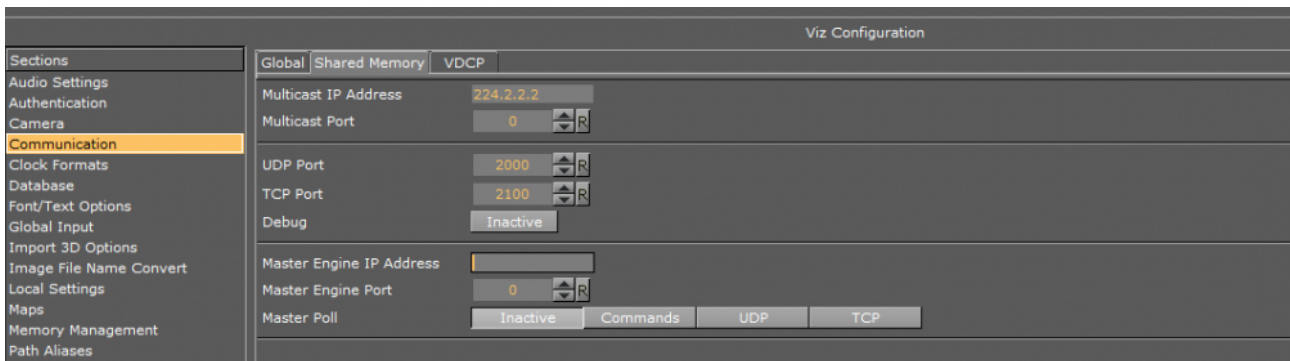 Viz Configuration
Sections
Audio Settings
Authentication
Camera
Communication
Clock Formats
Database
Font/Text Options
Global Input
Import 3D Options
Image File Name Convert
Local Settings
Maps
Memory Management
Path Aliases
Global Shared Memory VDCP
Multicast IP Address 224.2.2.2
Multicast Port 0 R
UDP Port 2000 R
TCP Port 2100 R
Debug Inactive
Master Engine IP Address
Master Engine Port 0 R
Master Poll Inactive Commands UDP TCP